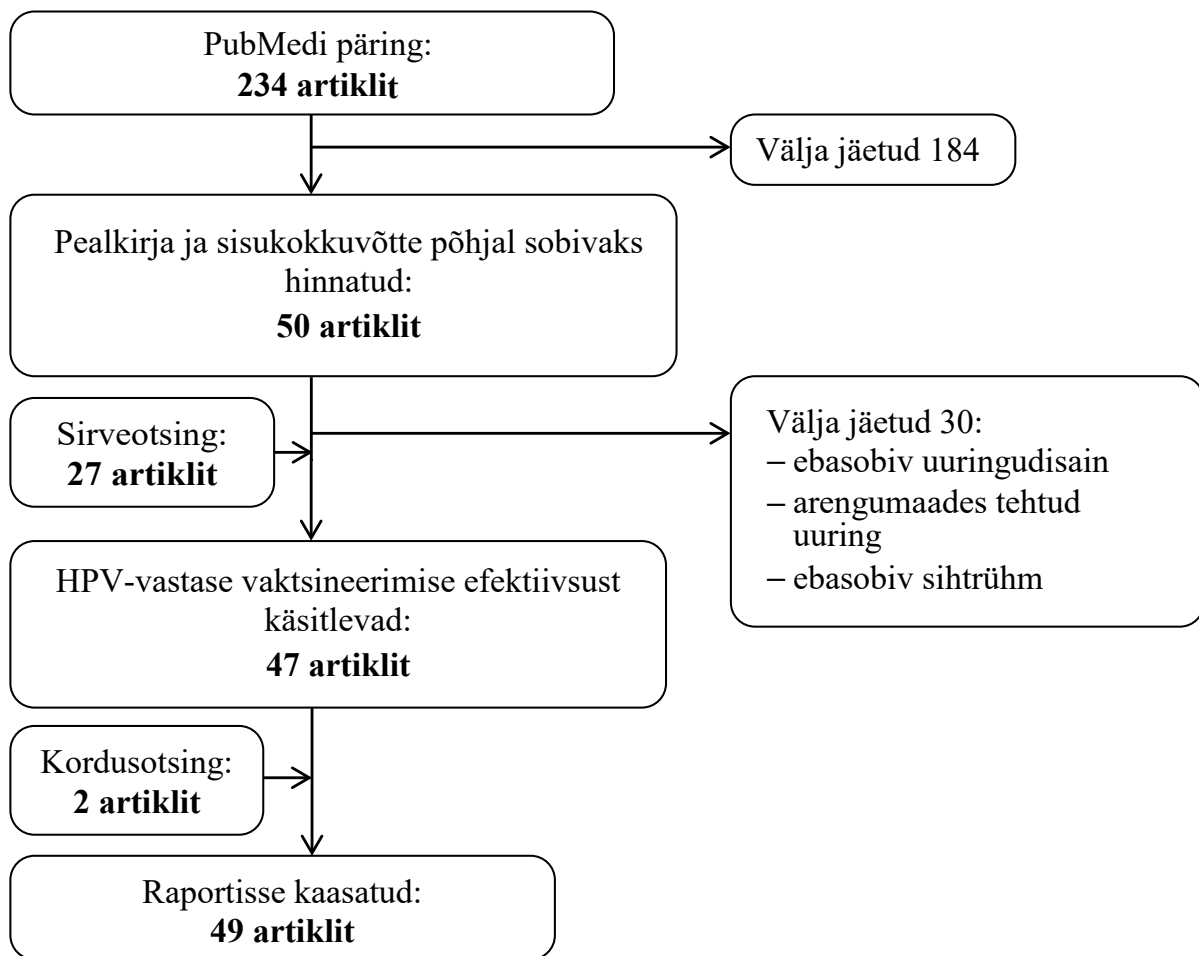 PubMedi päring:
234 artiklit
Välja jäetud 184
Pealkirja ja sisukokkuvõtte põhjal sobivaks
hinnatud:
50 artiklit
Sirveotsing:
27 artiklit
Välja jäetud 30:
– ebasobiv uuringudisain
– arengumaades tehtud
uuring
– ebasobiv sihtrühm
HPV-vastase vaktsineerimise efektiivsust
käsitlevad:
47 artiklit
Kordusotsing:
2 artiklit
Raportisse kaasatud:
49 artiklit